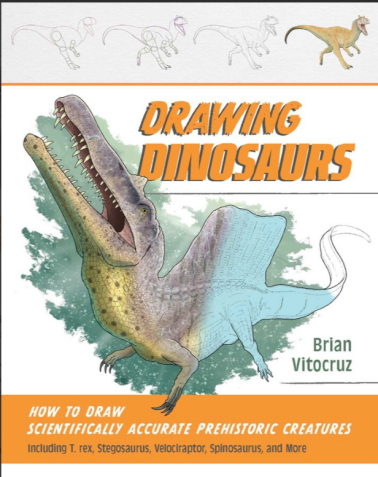 DRAWING
DINOSAURS
Brian
Vitocruz
HOW TO DRAW
SCIENTIFICALLY ACCURATE PREHISTORIC CREATURES
Including T. rex, Stegosaurus, Velociraptor, Spinosaurus, and More